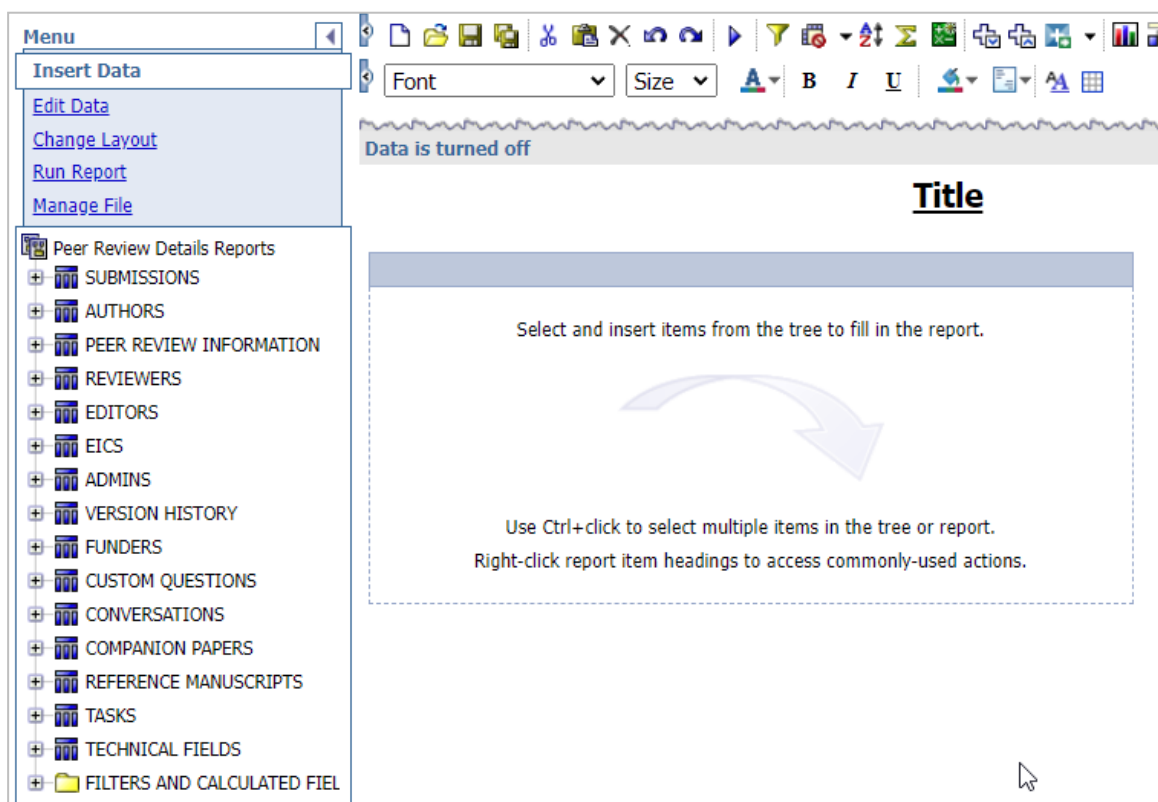 Menu
Insert Data
Edit Data
Change Layout
Run Report
Manage File
Peer Review Details Reports
SUBMISSIONS
AUTHORS
PEER REVIEW INFORMATION
REVIEWERS
EDITORS
EICS
ADMINS
VERSION HISTORY
FUNDERS
CUSTOM QUESTIONS
CONVERSATIONS
COMPANION PAPERS
REFERENCE MANUSCRIPTS
TASKS
TECHNICAL FIELDS
FILTERS AND CALCULATED FIEL
Font Size A B I U
Data is turned off
Title
Select and insert items from the tree to fill in the report.
Use Ctrl+click to select multiple items in the tree or report.
Right-click report item headings to access commonly-used actions.